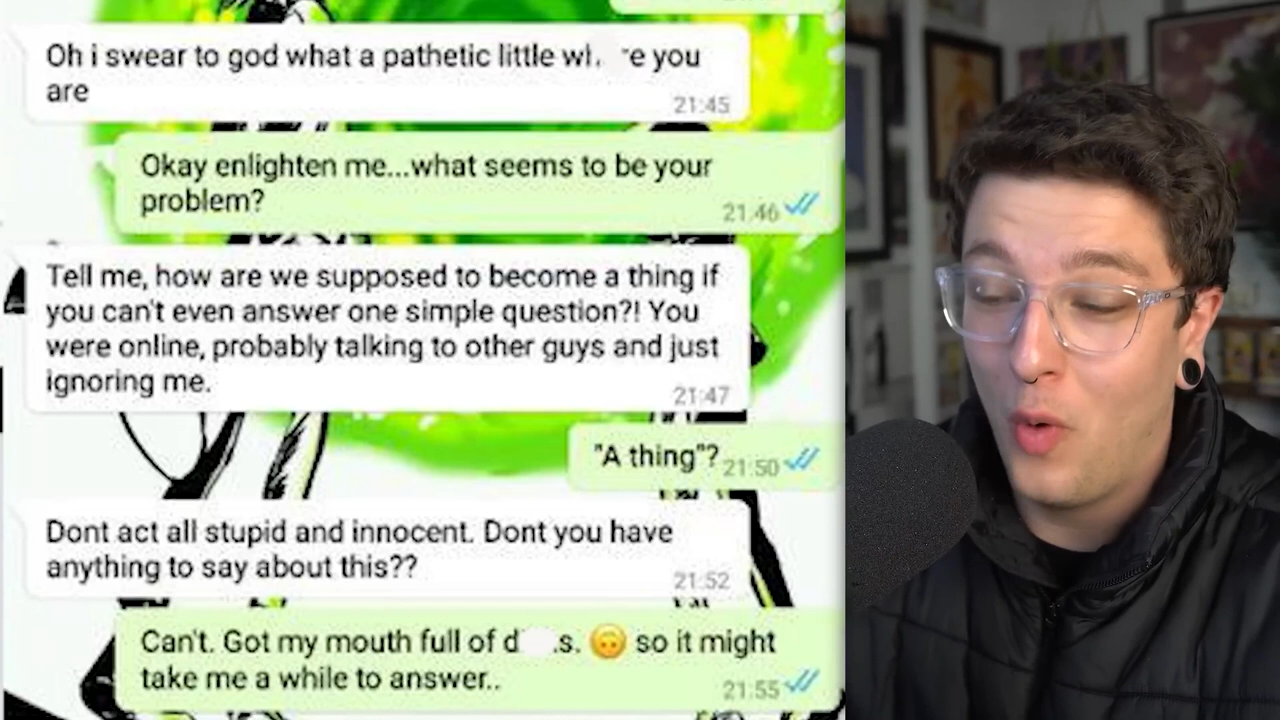 Oh i swear to god what a pathetic little you
are
21:45
Okay enlighten me...what seems to be your
problem?
21:46
Tell me, how are we supposed to become a thing if
you can't even answer one simple question?! You
were online, probably talking to other guys and just
ignoring me.
21:47
"A thing"? 21:50
Dont act all stupid and innocent. Dont you have
anything to say about this??
21:52
Can't. Got my mouth full of 🙃 so it might
take me a while to answer..
21:55